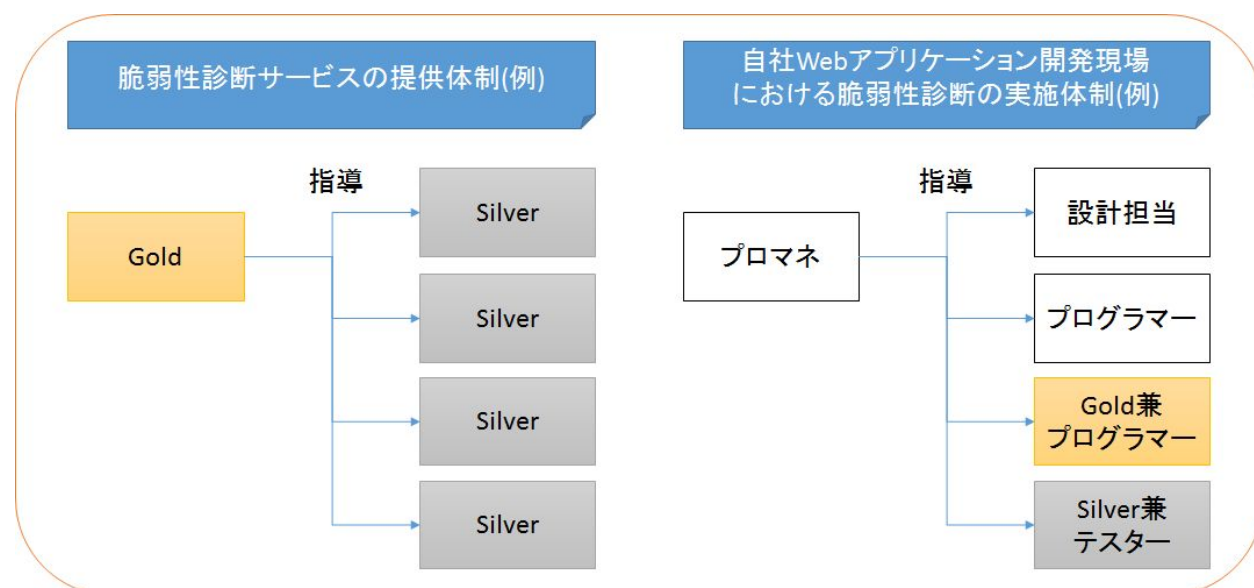 脆弱性診断サービスの提供体制(例)
自社Webアプリケーション開発現場
における脆弱性診断の実施体制(例)
指導
Gold
Silver
Silver
Silver
Silver
指導
プロマネ
設計担当
プログラマー
Gold兼
プログラマー
Silver兼
テスター